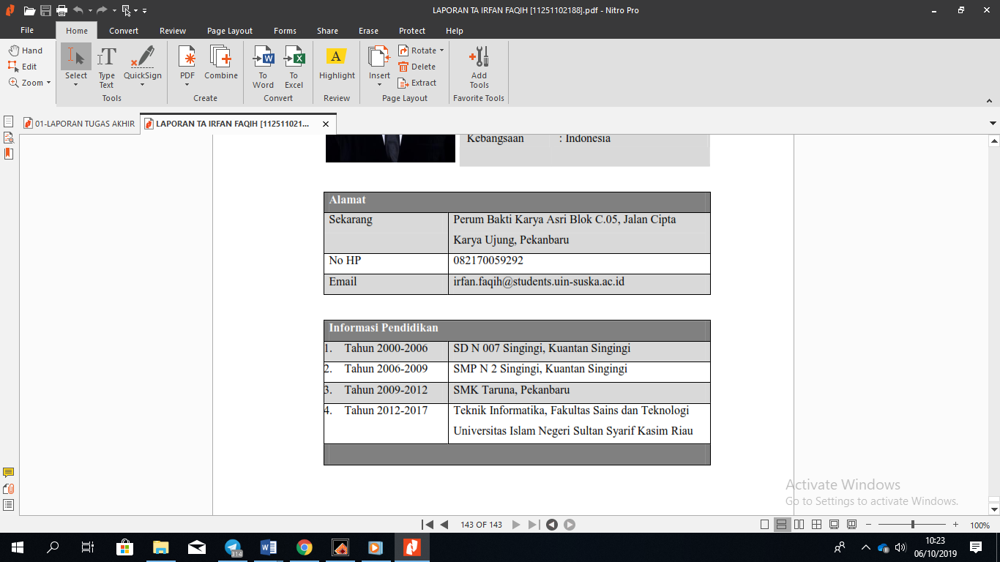 LAPORAN TA IRFAN FAQIH [11251102188].pdf - Nitro Pro
File Home Convert Review Page Layout Forms Share Erase Protect Help
Hand
Edit
Zoom
Select
Type Text
QuickSign
Tools
PDF
Combine
Create
To Word
To Excel
Convert
A
Highlight
Review
Insert
Rotate
Delete
Extract
Page Layout
Add Tools
Favorite Tools
01-LAPORAN TUGAS AKHIR
LAPORAN TA IRFAN FAQIH [112511021...
Kebangsaan : Indonesia
Alamat
Sekarang Perum Bakti Karya Asri Blok C.05, Jalan Cipta
Karya Ujung, Pekanbaru
No HP 082170059292
Email irfan.faqih@students.uin-suska.ac.id
Informasi Pendidikan
1. Tahun 2000-2006 SD N 007 Singingi, Kuantan Singingi
2. Tahun 2006-2009 SMP N 2 Singingi, Kuantan Singingi
3. Tahun 2009-2012 SMK Taruna, Pekanbaru
4. Tahun 2012-2017 Teknik Informatika, Fakultas Sains dan Teknologi
Universitas Islam Negeri Sultan Syarif Kasim Riau
Activate Windows
Go to Settings to activate Windows.
143 OF 143
100%
314
10:23
06/10/2019